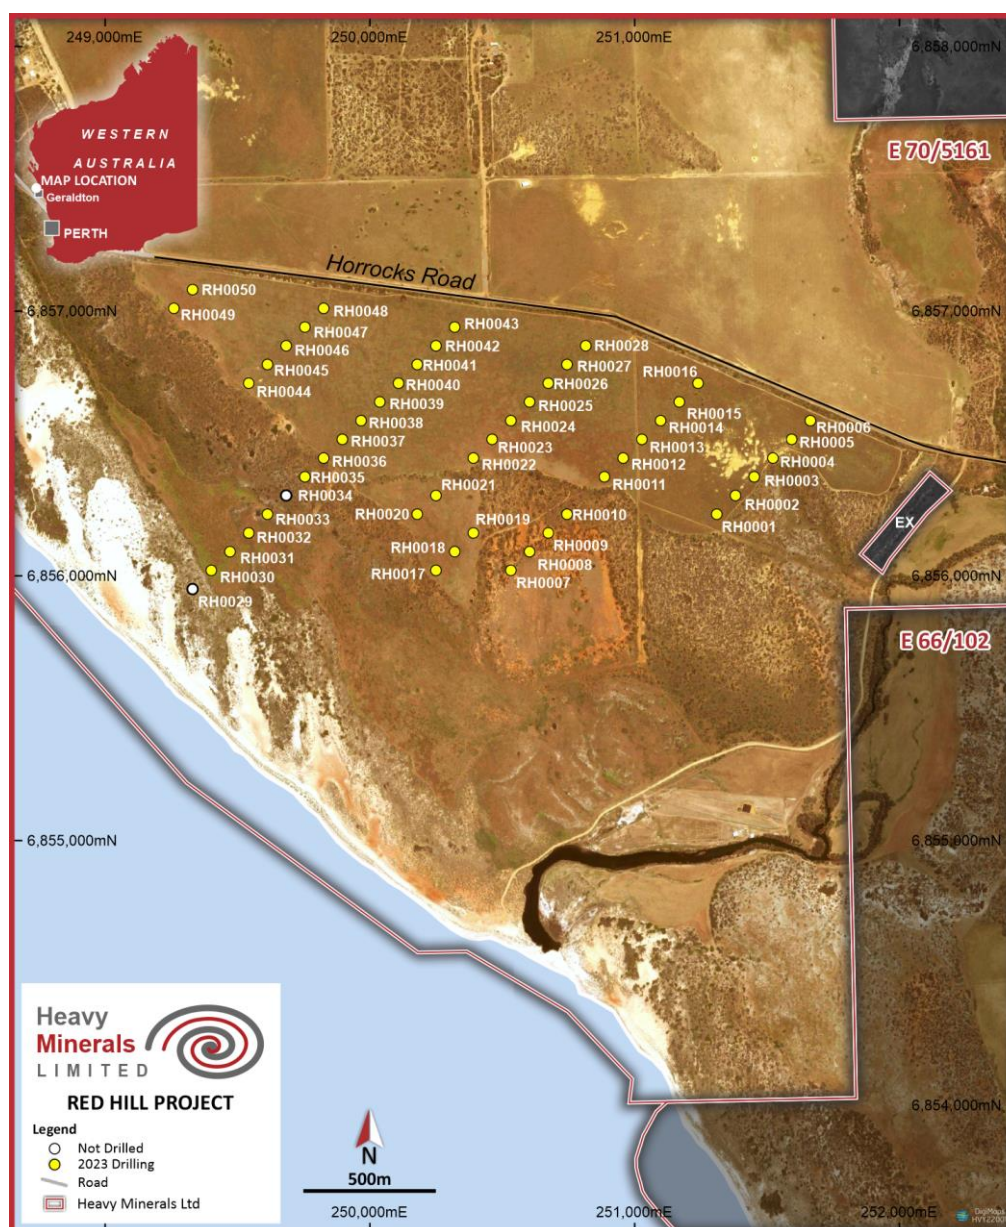 249,000mE
250,000mE
251,000mE
6,858,000mN
WESTERN
AUSTRALIA
MAP LOCATION
Geraldton
PERTH
E 70/5161
Horrocks Road
RH0050
RH0049
RH0048
RH0047
RH0046
RH0045
RH0044
RH0043
RH0042
RH0041
RH0040
RH0039
RH0038
RH0037
RH0036
RH0035
RH0034
RH0033
RH0032
RH0031
RH0030
RH0029
RH0028
RH0027
RH0026
RH0025
RH0024
RH0023
RH0022
RH0021
RH0020
RH0019
RH0018
RH0017
RH0016
RH0015
RH0014
RH0013
RH0012
RH0011
RH0010
RH0009
RH0008
RH0007
RH0006
RH0005
RH0004
RH0003
RH0002
RH0001
6,857,000mN
6,857,000mN
EX
6,856,000mN
6,856,000mN
E 66/102
6,855,000mN
6,855,000mN
6,854,000mN
Heavy
Minerals
LIMITED
RED HILL PROJECT
Legend
Not Drilled
2023 Drilling
Road
Heavy Minerals Ltd
N
500m
250,000mE
251,000mE
252,000mE
DigiMaps